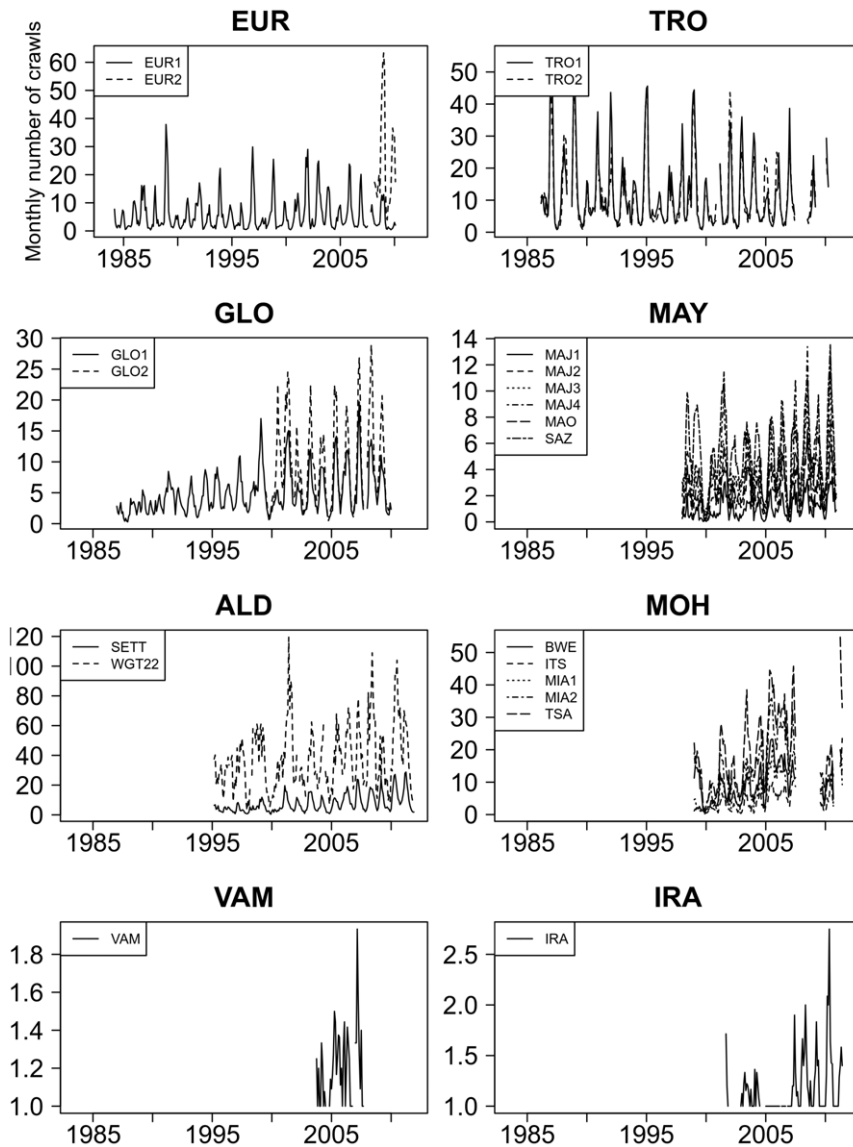 EUR
Monthly number of crawls
60
50
40
30
20
10
0
EUR1
EUR2
1985 1995 2005
TRO
50
40
30
20
10
0
TRO1
TRO2
1985 1995 2005
GLO
30
25
20
15
10
5
0
GLO1
GLO2
1985 1995 2005
MAY
14
12
10
8
6
4
2
0
MAJ1
MAJ2
MAJ3
MAJ4
MAO
SAZ
1985 1995 2005
ALD
20
00
80
60
40
20
0
SETT
WGT22
1985 1995 2005
MOH
50
40
30
20
10
0
BWE
ITS
MIA1
MIA2
TSA
1985 1995 2005
VAM
1.8
1.6
1.4
1.2
1.0
VAM
1985 1995 2005
IRA
2.5
2.0
1.5
1.0
IRA
1985 1995 2005